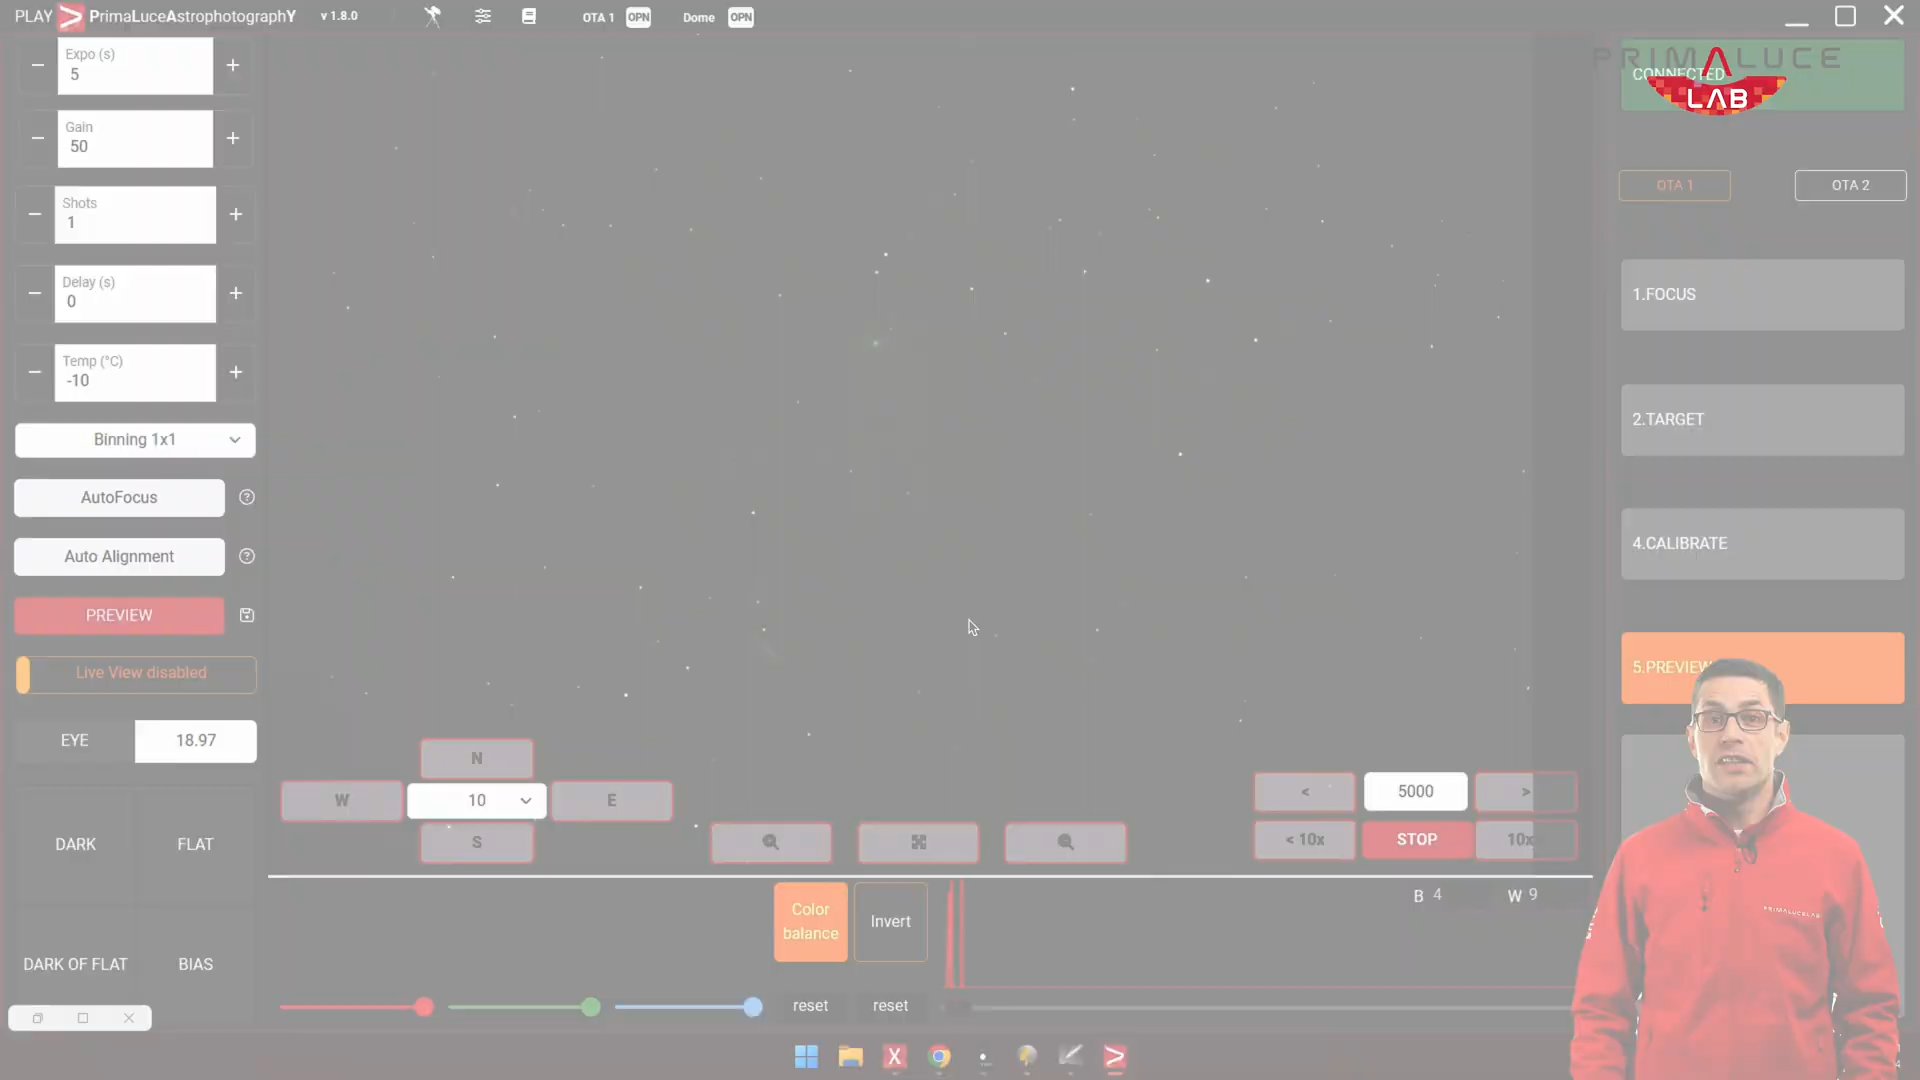 PLAY PrimaLuceAstrophotographY v 1.8.0 OTA 1 OPN Dome OPN
PRIMALUCE
LAB
CONNECTED
Expo (s)
5
Gain
50
Shots
1
Delay (s)
0
Temp (°C)
-10
Binning 1x1
AutoFocus
Auto Alignment
PREVIEW
Live View disabled
EYE 18.97
DARK FLAT
DARK OF FLAT BIAS
N
W 10 E
S
< 5000 >
< 10x STOP 10x
Color
balance
Invert
B 4 W 9
reset reset
OTA 1 OTA 2
1.FOCUS
2.TARGET
4.CALIBRATE
5.PREVIEW
PRIMALUCELAB